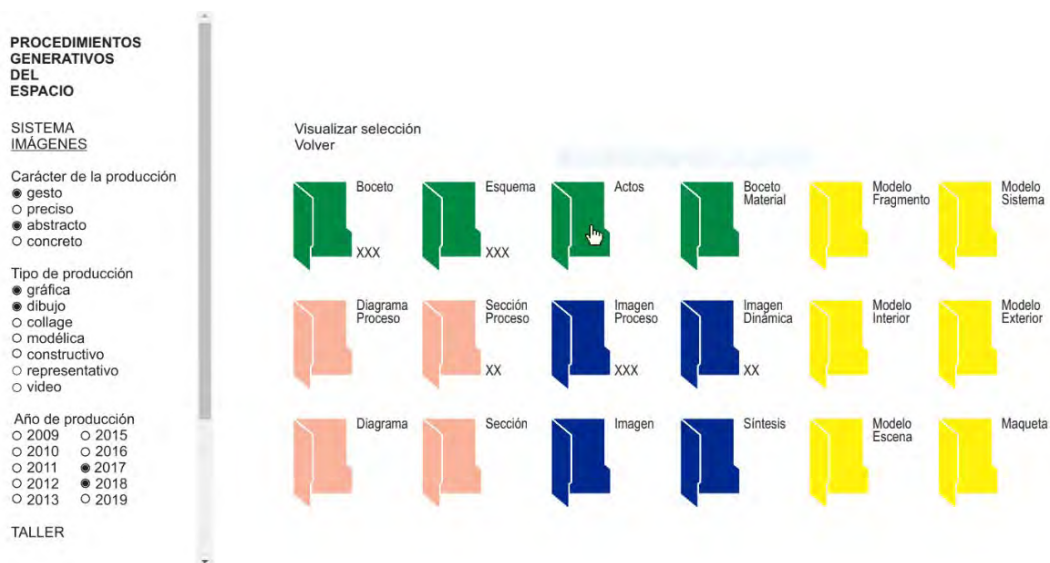 PROCEDIMIENTOS
GENERATIVOS
DEL
ESPACIO
SISTEMA
IMÁGENES
Carácter de la producción
gesto
preciso
abstracto
concreto
Tipo de producción
gráfica
dibujo
collage
modélica
constructivo
representativo
video
Año de producción
2009 2015
2010 2016
2011 2017
2012 2018
2013 2019
TALLER
Visualizar selección
Volver
Boceto
XXX
Esquema
XXX
Actos
Boceto
Material
Modelo
Fragmento
Modelo
Sistema
Diagrama
Proceso
Sección
Proceso
XX
Imagen
Proceso
XXX
Imagen
Dinámica
XX
Modelo
Interior
Modelo
Exterior
Diagrama
Sección
Imagen
Síntesis
Modelo
Escena
Maqueta